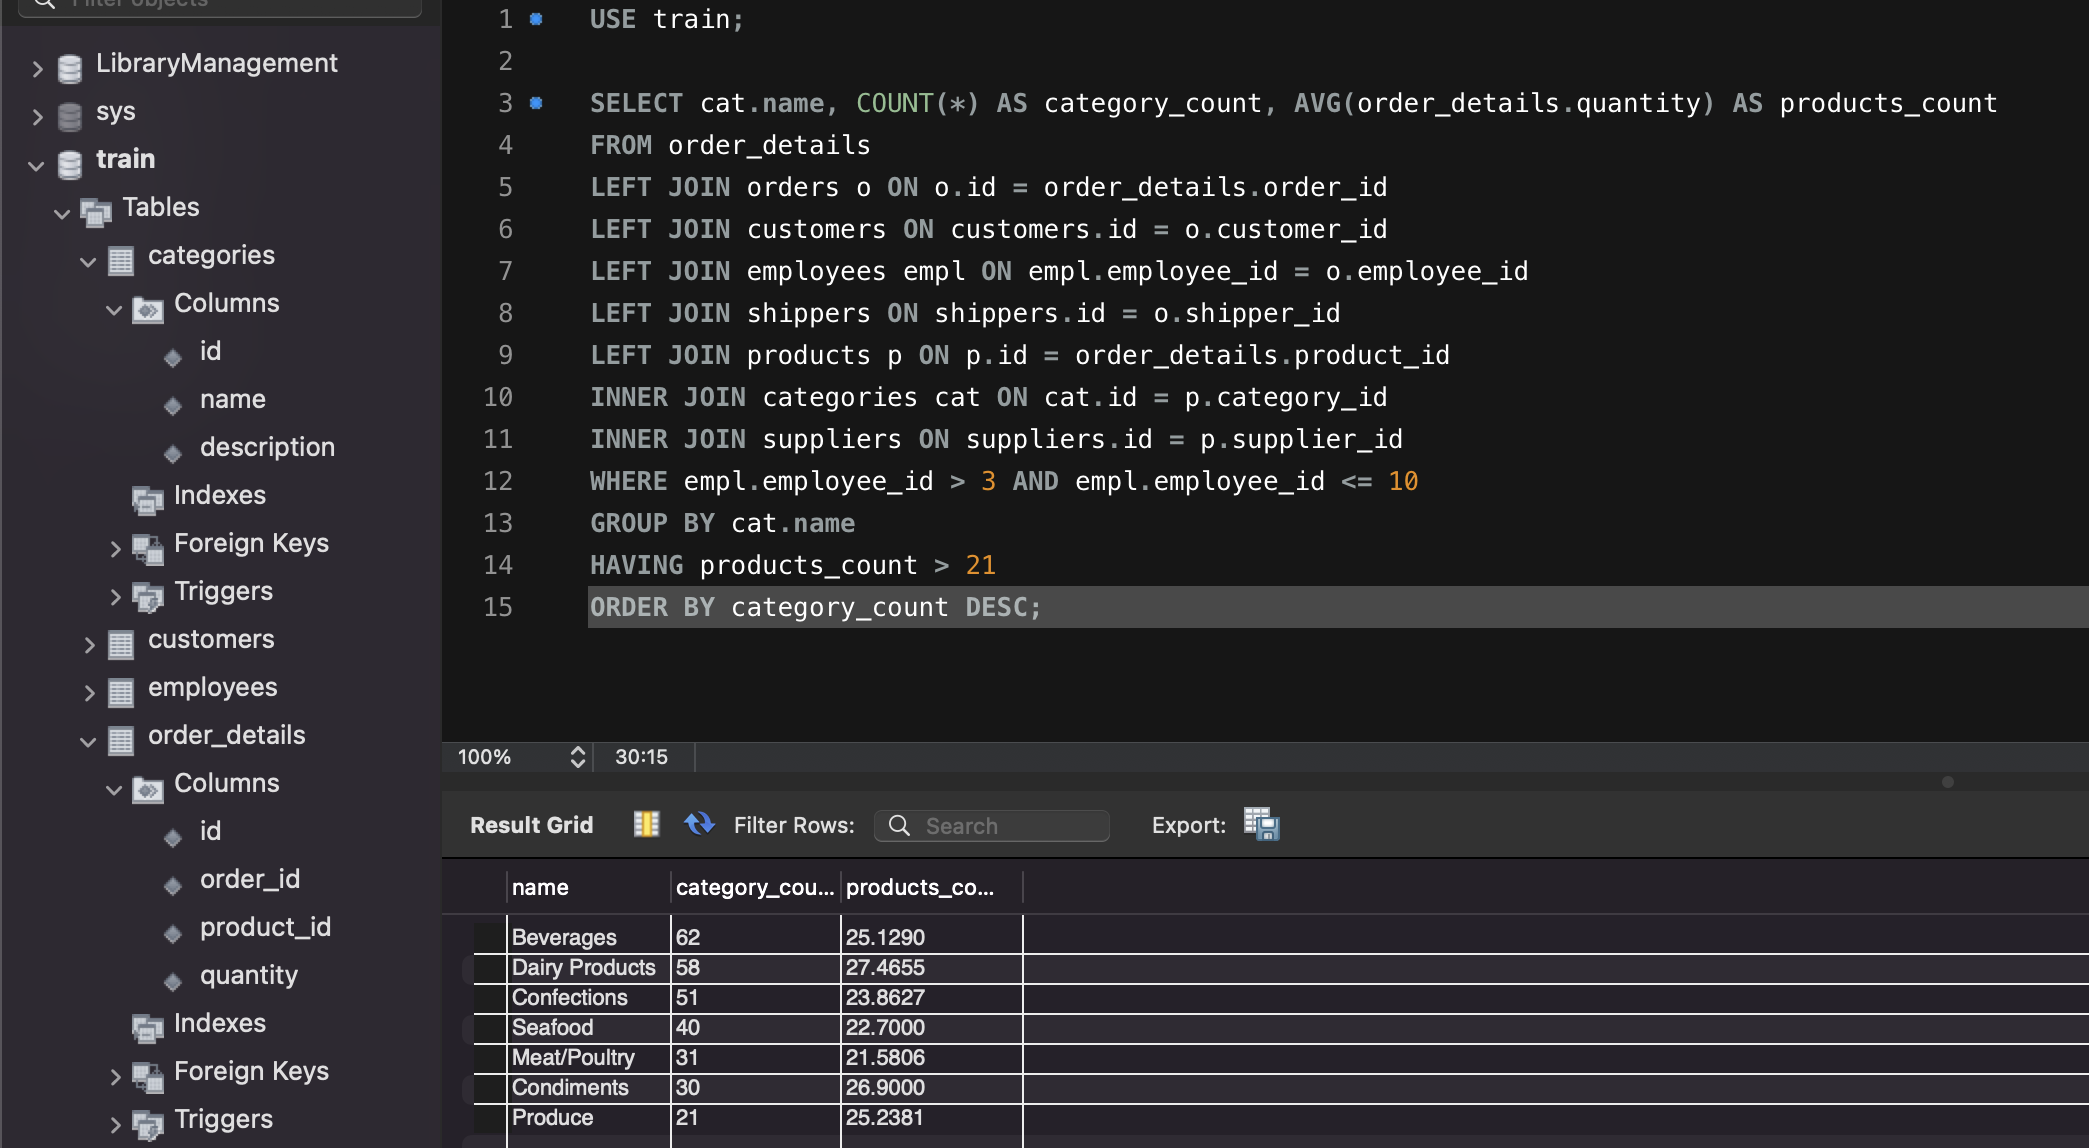 Filter objects
LibraryManagement
sys
train
Tables
categories
Columns
id
name
description
Indexes
Foreign Keys
Triggers
customers
employees
order_details
Columns
id
order_id
product_id
quantity
Indexes
Foreign Keys
Triggers
1 USE train;
2
3 SELECT cat.name, COUNT(*) AS category_count, AVG(order_details.quantity) AS products_count
4 FROM order_details
5 LEFT JOIN orders o ON o.id = order_details.order_id
6 LEFT JOIN customers ON customers.id = o.customer_id
7 LEFT JOIN employees empl ON empl.employee_id = o.employee_id
8 LEFT JOIN shippers ON shippers.id = o.shipper_id
9 LEFT JOIN products p ON p.id = order_details.product_id
10 INNER JOIN categories cat ON cat.id = p.category_id
11 INNER JOIN suppliers ON suppliers.id = p.supplier_id
12 WHERE empl.employee_id > 3 AND empl.employee_id <= 10
13 GROUP BY cat.name
14 HAVING products_count > 21
15 ORDER BY category_count DESC;
100% 30:15
Result Grid Filter Rows: Search Export:
name category_cou... products_co...
Beverages 62 25.1290
Dairy Products 58 27.4655
Confections 51 23.8627
Seafood 40 22.7000
Meat/Poultry 31 21.5806
Condiments 30 26.9000
Produce 21 25.2381